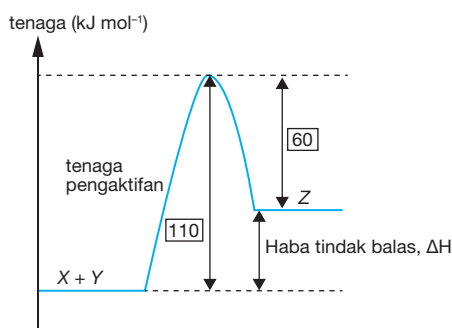 tenaga (kJ mol⁻¹)
60
tenaga
pengaktifan
Z
110
Haba tindak balas, ΔH
X + Y